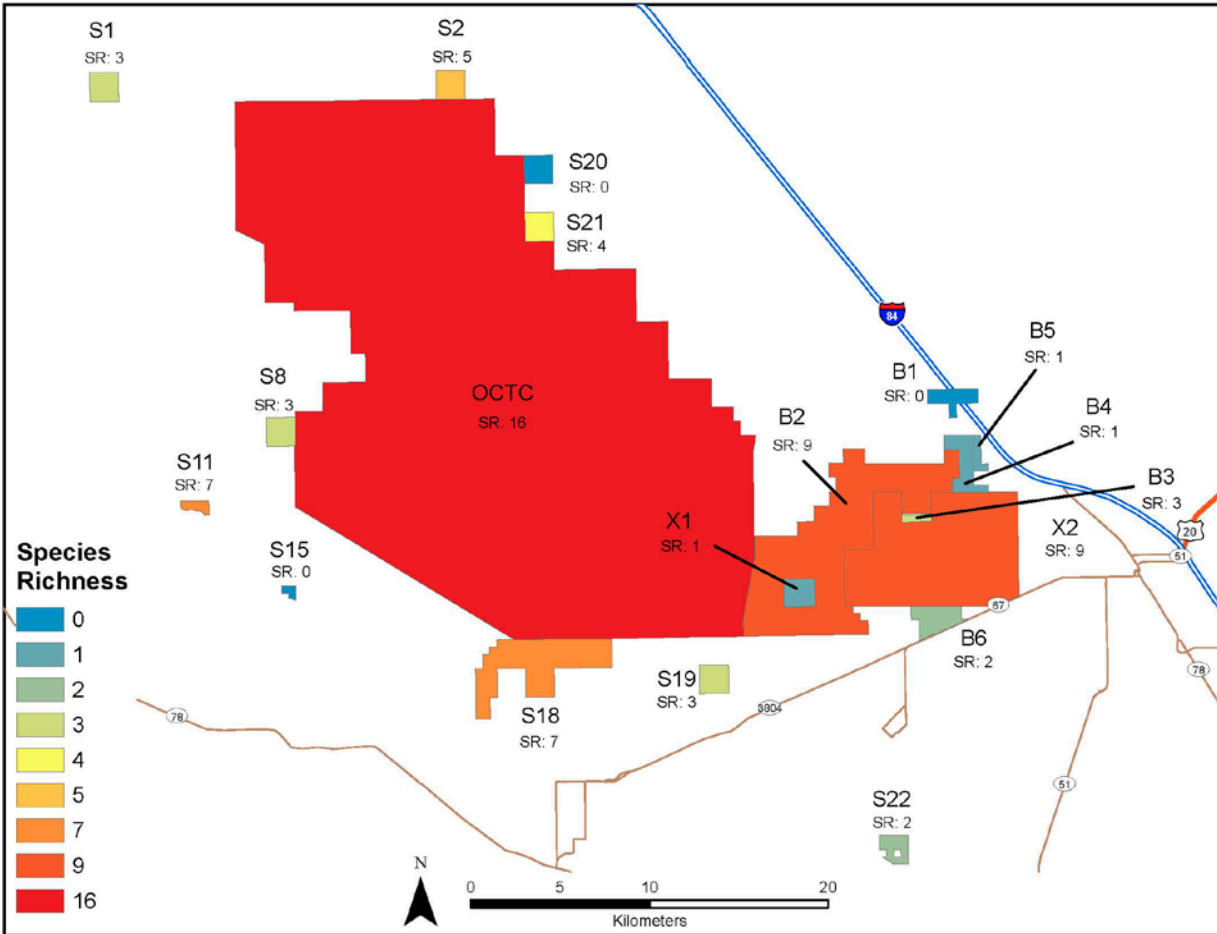 S1
SR: 3
S2
SR: 5
S20
SR: 0
S21
SR: 4
84
B5
SR: 1
B1
SR: 0
S8
SR: 3
OCTC
SR: 16
B2
SR: 9
B4
SR: 1
S11
SR: 7
B3
SR: 3
X1
SR: 1
X2
SR: 9
20
51
S15
SR: 0
Species
Richness
0
1
2
3
4
5
7
9
16
67
B6
SR: 2
78
S19
SR: 3
S18
SR: 7
78
3804
51
S22
SR: 2
N
0 5 10 20
Kilometers